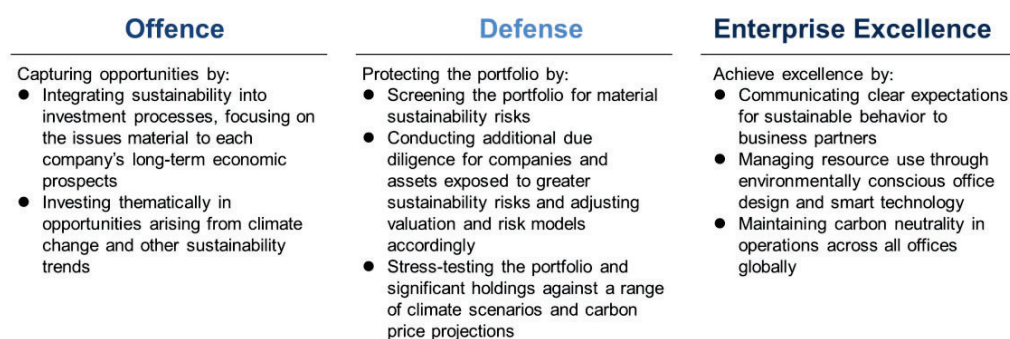 Offence
Capturing opportunities by:
● Integrating sustainability into
investment processes, focusing on
the issues material to each
company's long-term economic
prospects
● Investing thematically in
opportunities arising from climate
change and other sustainability
trends
Defense
Protecting the portfolio by:
● Screening the portfolio for material
sustainability risks
● Conducting additional due
diligence for companies and
assets exposed to greater
sustainability risks and adjusting
valuation and risk models
accordingly
● Stress-testing the portfolio and
significant holdings against a range
of climate scenarios and carbon
price projections
Enterprise Excellence
Achieve excellence by:
● Communicating clear expectations
for sustainable behavior to
business partners
● Managing resource use through
environmentally conscious office
design and smart technology
● Maintaining carbon neutrality in
operations across all offices
globally